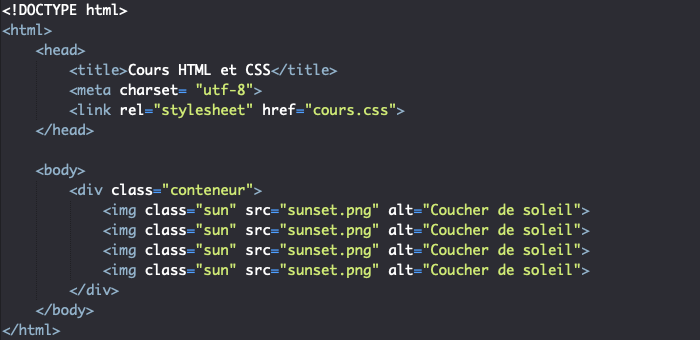 <!DOCTYPE html>
<html>
<head>
<title>Cours HTML et CSS</title>
<meta charset= "utf-8">
<link rel="stylesheet" href="cours.css">
</head>
<body>
<div class="conteneur">
<img class="sun" src="sunset.png" alt="Coucher de soleil">
<img class="sun" src="sunset.png" alt="Coucher de soleil">
<img class="sun" src="sunset.png" alt="Coucher de soleil">
<img class="sun" src="sunset.png" alt="Coucher de soleil">
</div>
</body>
</html>